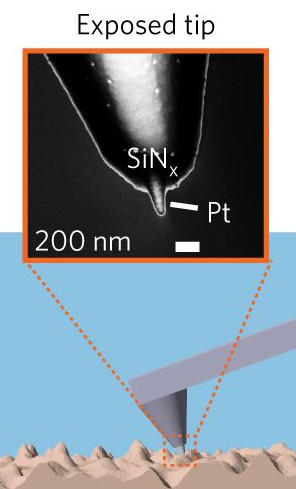 Exposed tip
SiNₓ
Pt
200 nm